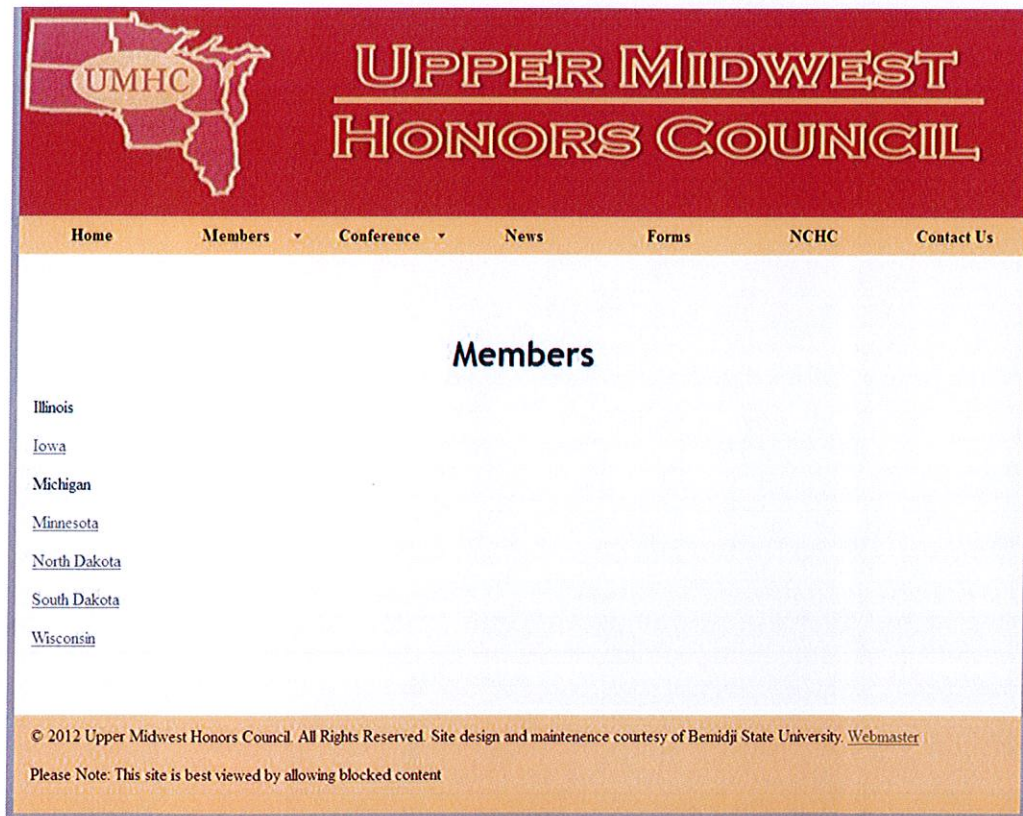 UMHC
UPPER MIDWEST
HONORS COUNCIL
Home Members Conference News Forms NCHC Contact Us
Members
Illinois
Iowa
Michigan
Minnesota
North Dakota
South Dakota
Wisconsin
© 2012 Upper Midwest Honors Council. All Rights Reserved. Site design and maintenence courtesy of Bemidji State University. Webmaster
Please Note: This site is best viewed by allowing blocked content